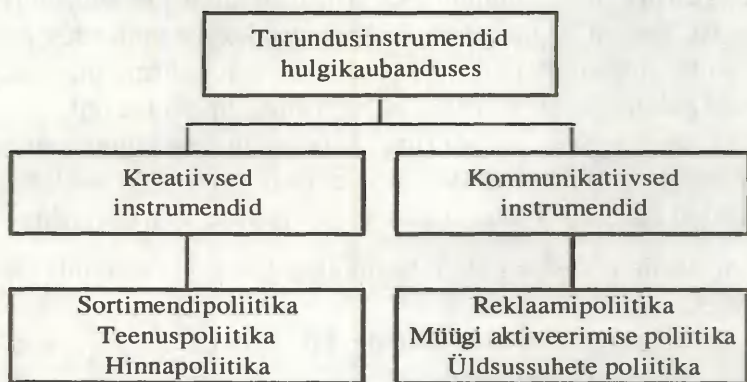 Turundusinstrumendid
hulgikaubanduses
Kreatiivsed
instrumendid
Kommunikatiivsed
instrumendid
Sortimendipoliitika
Teenuspoliitika
Hinnapoliitika
Reklaamipoliitika
Müügi aktiveerimise poliitika
Üldsussuhete poliitika